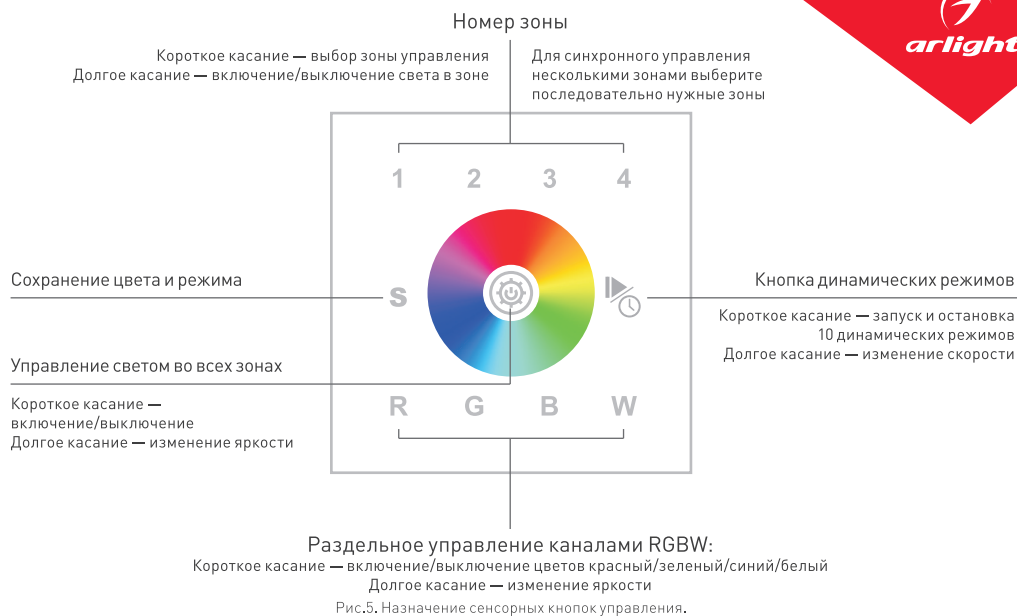 Номер зоны
Короткое касание — выбор зоны управления
Долгое касание — включение/выключение света в зоне
Для синхронного управления
несколькими зонами выберите
последовательно нужные зоны
arlight
1 2 3 4
Сохранение цвета и режима
S
Кнопка динамических режимов
Короткое касание — запуск и остановка
10 динамических режимов
Долгое касание — изменение скорости
Управление светом во всех зонах
Короткое касание —
включение/выключение
Долгое касание — изменение яркости
R G B W
Раздельное управление каналами RGBW:
Короткое касание — включение/выключение цветов красный/зеленый/синий/белый
Долгое касание — изменение яркости
Рис.5. Назначение сенсорных кнопок управления.